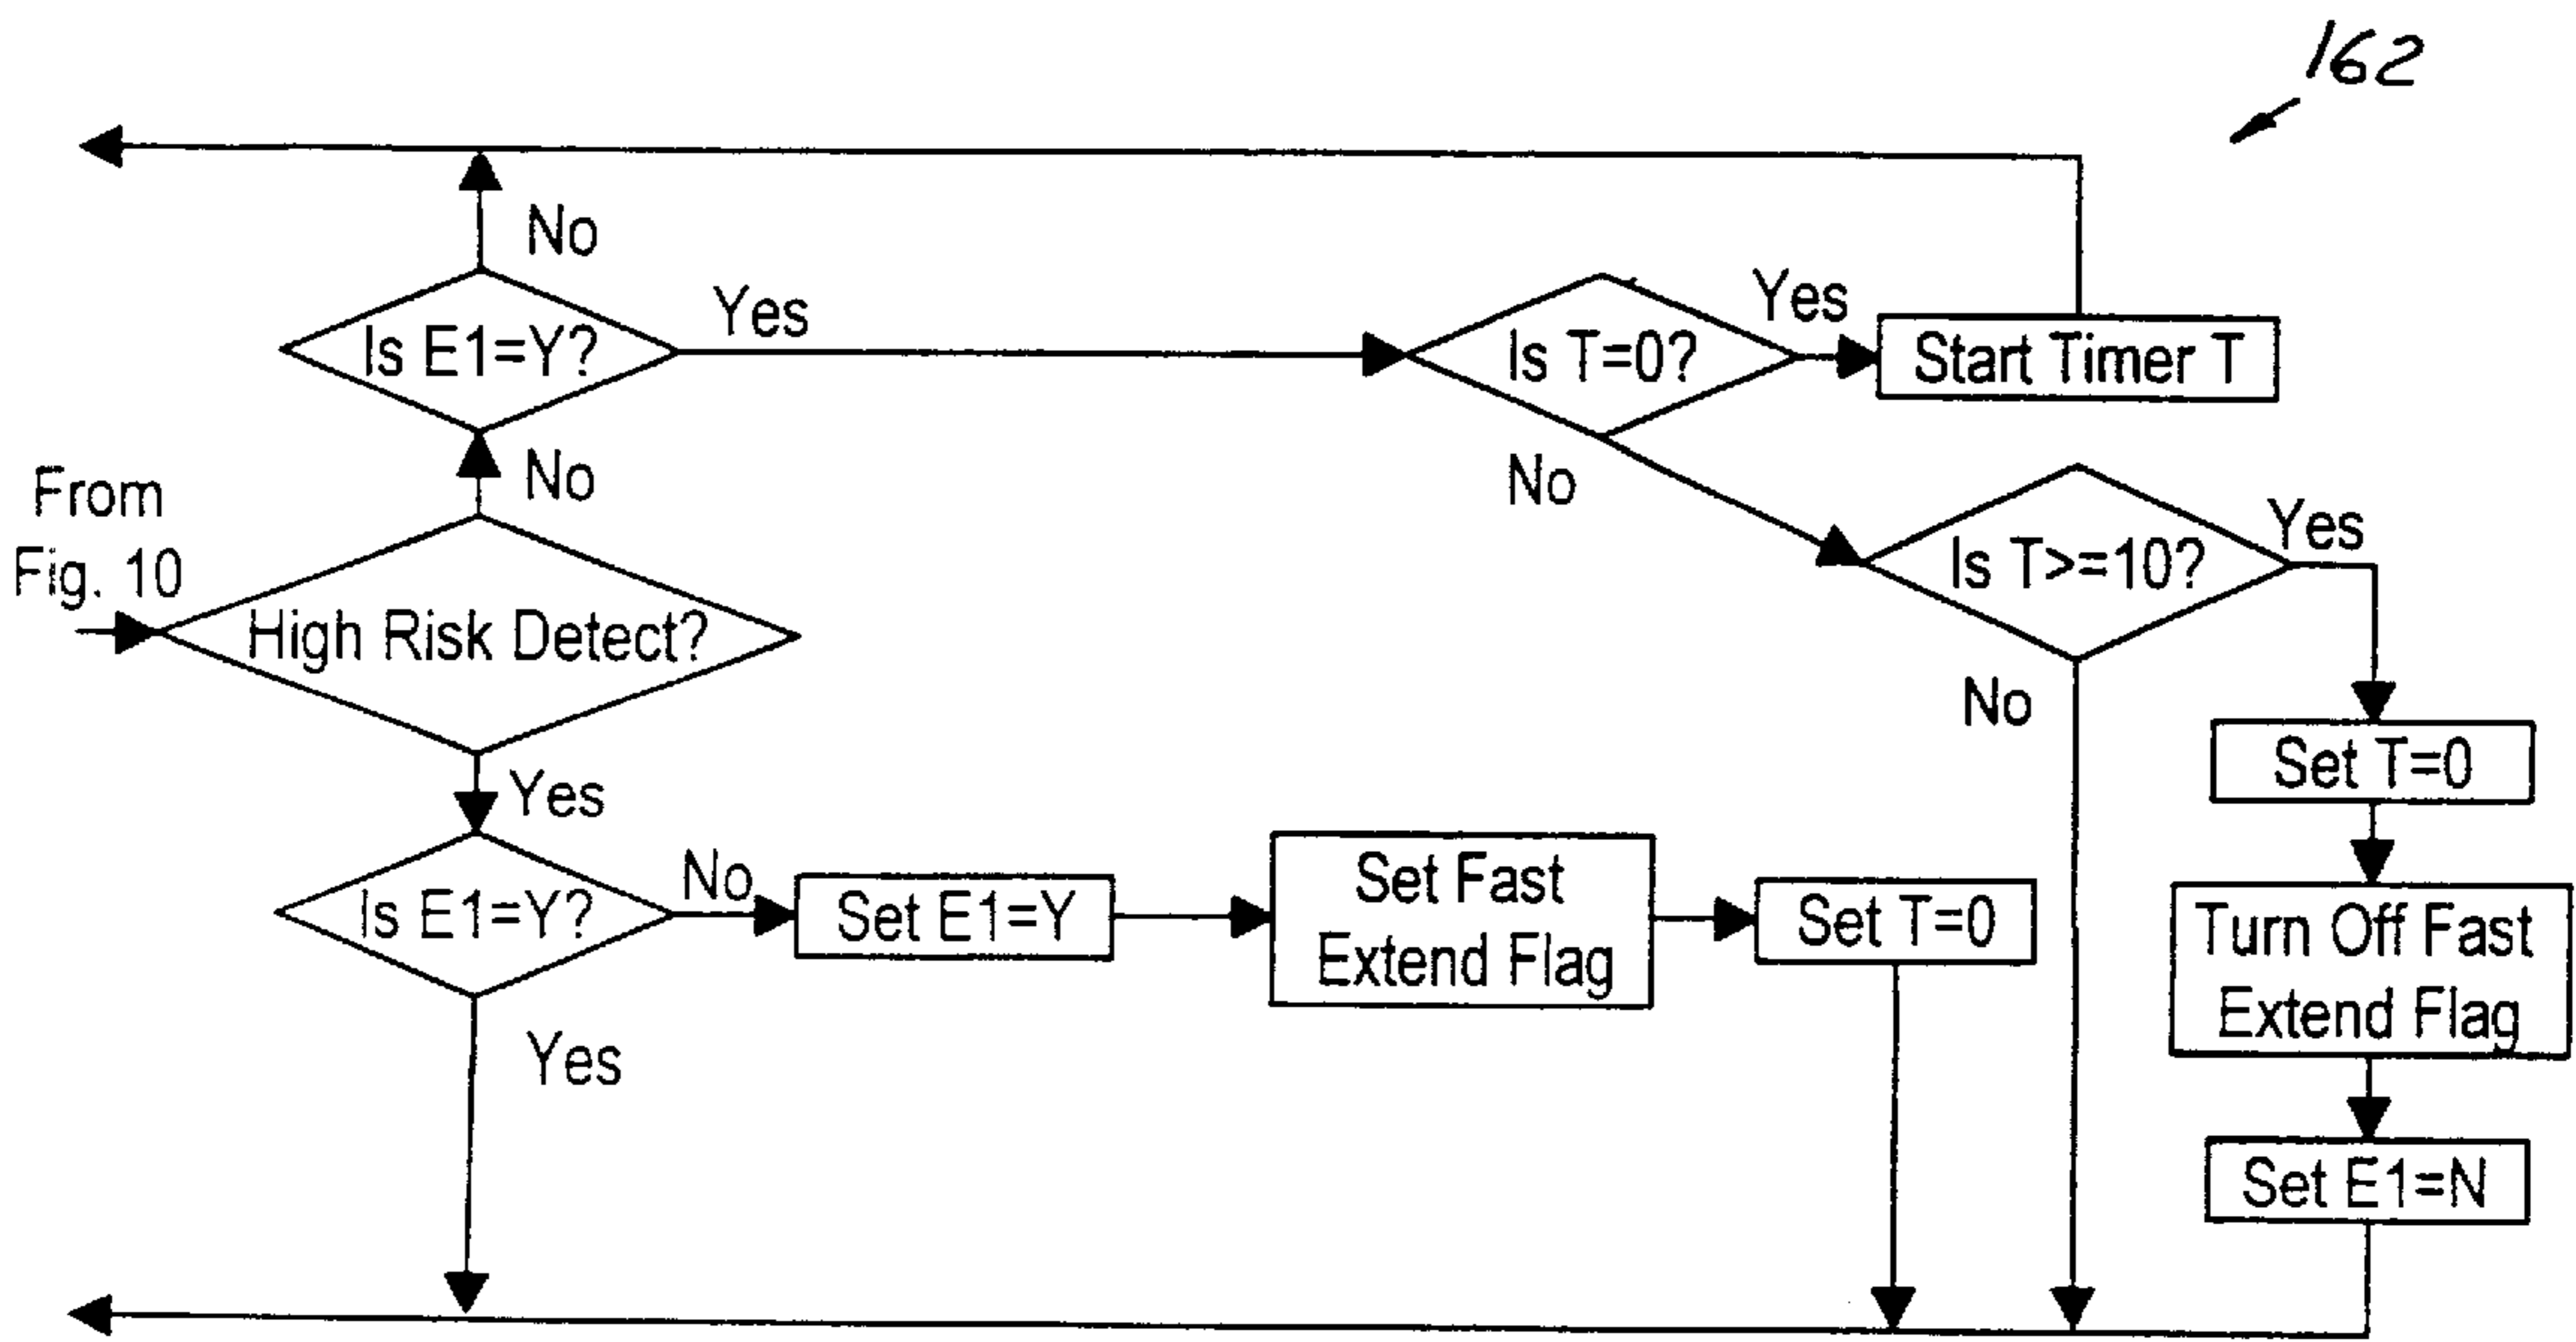 162
No
Is E1=Y?
Yes
Is T=0?
Yes
Start Timer T
No
No
From
Fig. 10
High Risk Detect?
Is T>=10?
Yes
No
Set T=0
Yes
Is E1=Y?
No
Set E1=Y
Set Fast
Extend Flag
Set T=0
Turn Off Fast
Extend Flag
Yes
Set E1=N